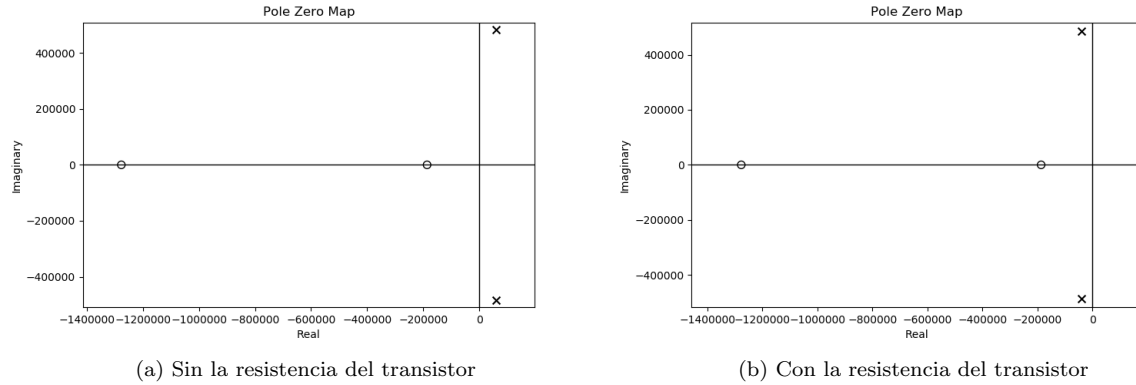 Pole Zero Map
400000
200000
0
−200000
−400000
Imaginary
−1400000 −1200000 −1000000 −800000 −600000 −400000 −200000 0
Real
(a) Sin la resistencia del transistor
Pole Zero Map
400000
200000
0
−200000
−400000
Imaginary
−1400000 −1200000 −1000000 −800000 −600000 −400000 −200000 0
Real
(b) Con la resistencia del transistor